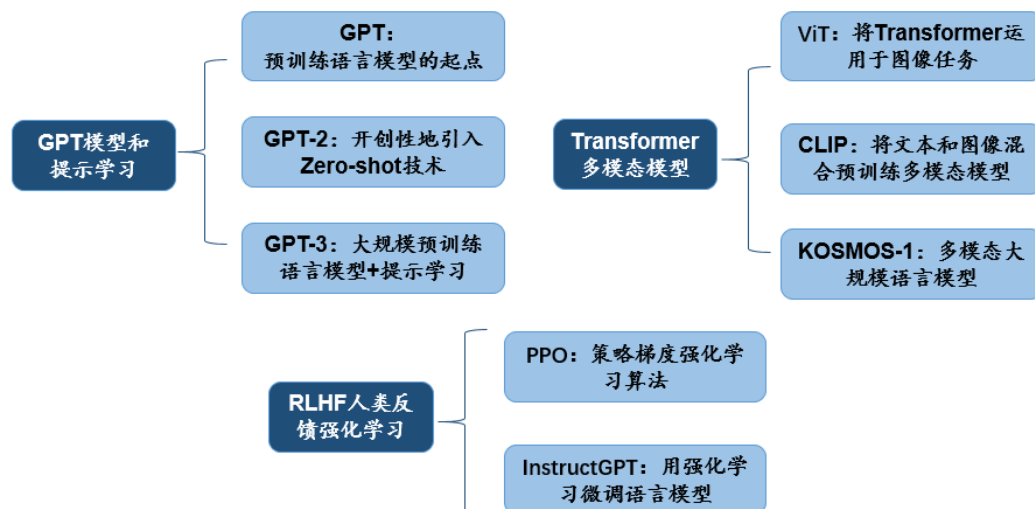 GPT模型和
提示学习
GPT：
预训练语言模型的起点
GPT-2：开创性地引入
Zero-shot技术
GPT-3：大规模预训练
语言模型+提示学习
Transformer
多模态模型
ViT：将Transformer运
用于图像任务
CLIP：将文本和图像混
合预训练多模态模型
KOSMOS-1：多模态大
规模语言模型
RLHF人类反
馈强化学习
PPO：策略梯度强化学
习算法
InstructGPT：用强化学
习微调语言模型